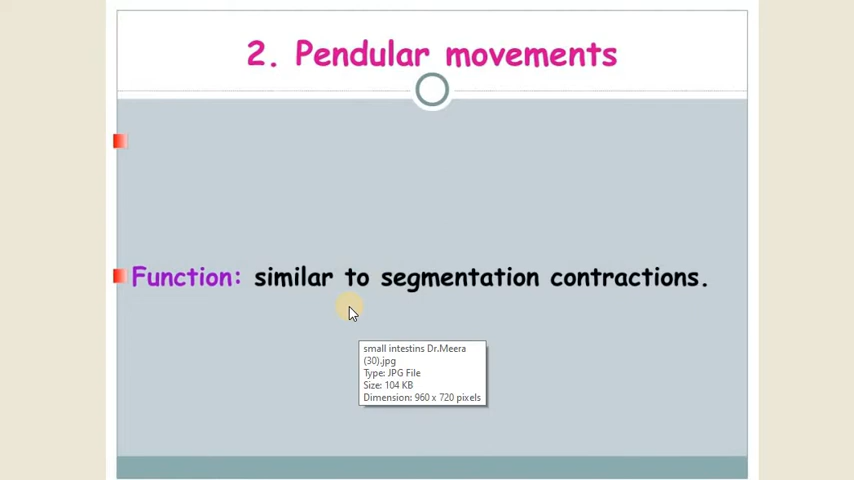 2. Pendular movements
Function: similar to segmentation contractions.
small intestins Dr.Meera
(30).jpg
Type: JPG File
Size: 104 KB
Dimension: 960 x 720 pixels